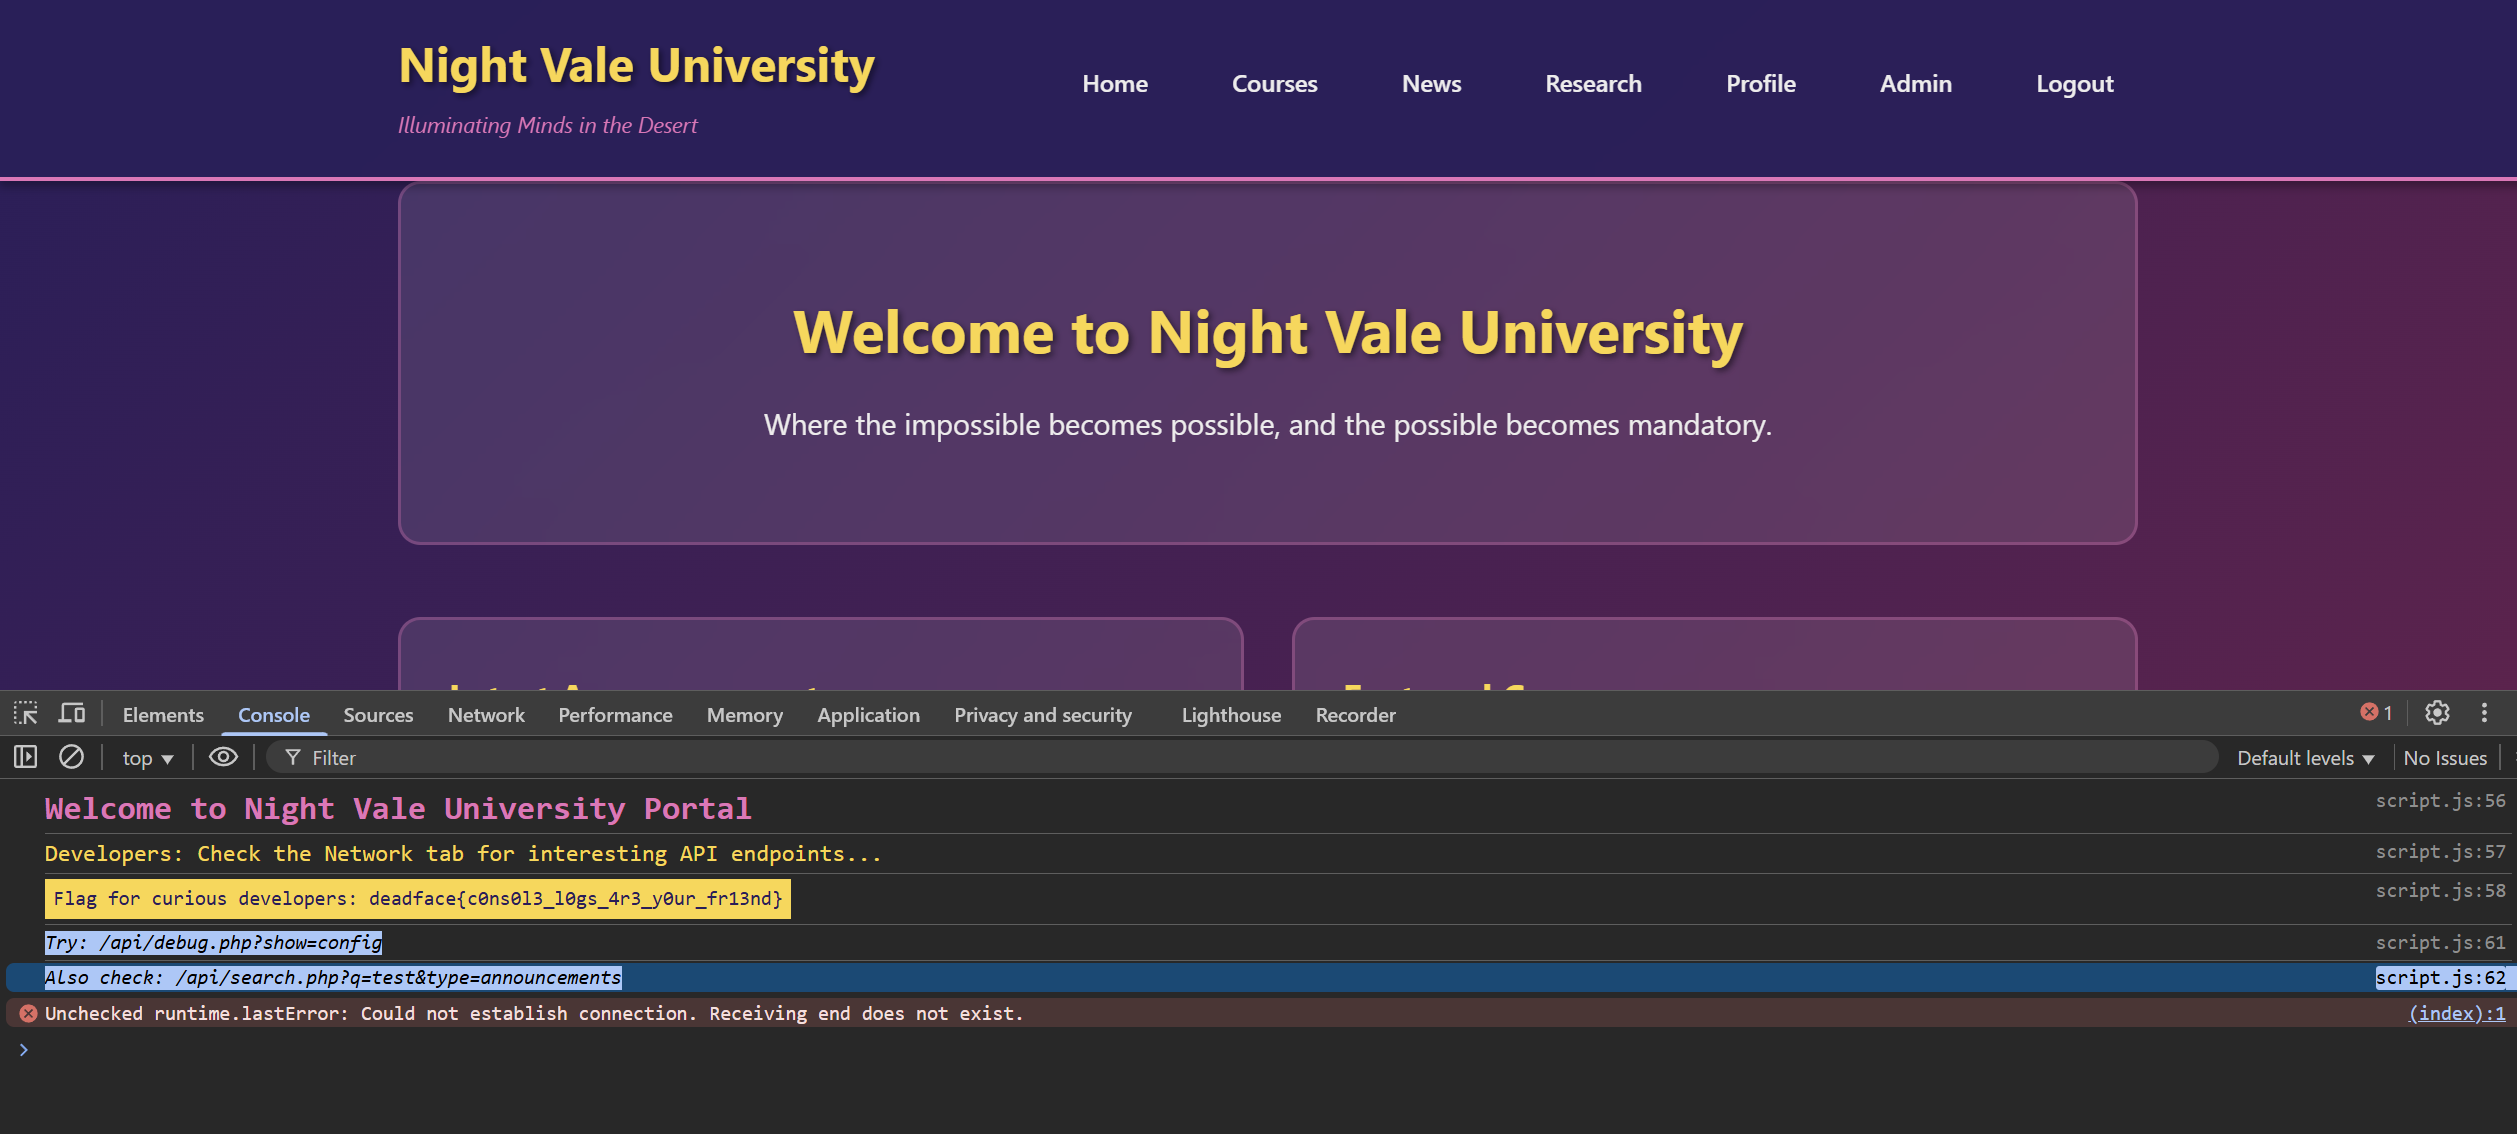 Night Vale University
Illuminating Minds in the Desert
Home Courses News Research Profile Admin Logout
Welcome to Night Vale University
Where the impossible becomes possible, and the possible becomes mandatory.
Elements Console Sources Network Performance Memory Application Privacy and security Lighthouse Recorder 1
top Filter Default levels No Issues
Welcome to Night Vale University Portal script.js:56
Developers: Check the Network tab for interesting API endpoints... script.js:57
Flag for curious developers: deadface{c0ns0l3_l0gs_4r3_y0ur_fr13nd} script.js:58
Try: /api/debug.php?show=config script.js:61
Also check: /api/search.php?q=test&type=announcements script.js:62
Unchecked runtime.lastError: Could not establish connection. Receiving end does not exist. (index):1